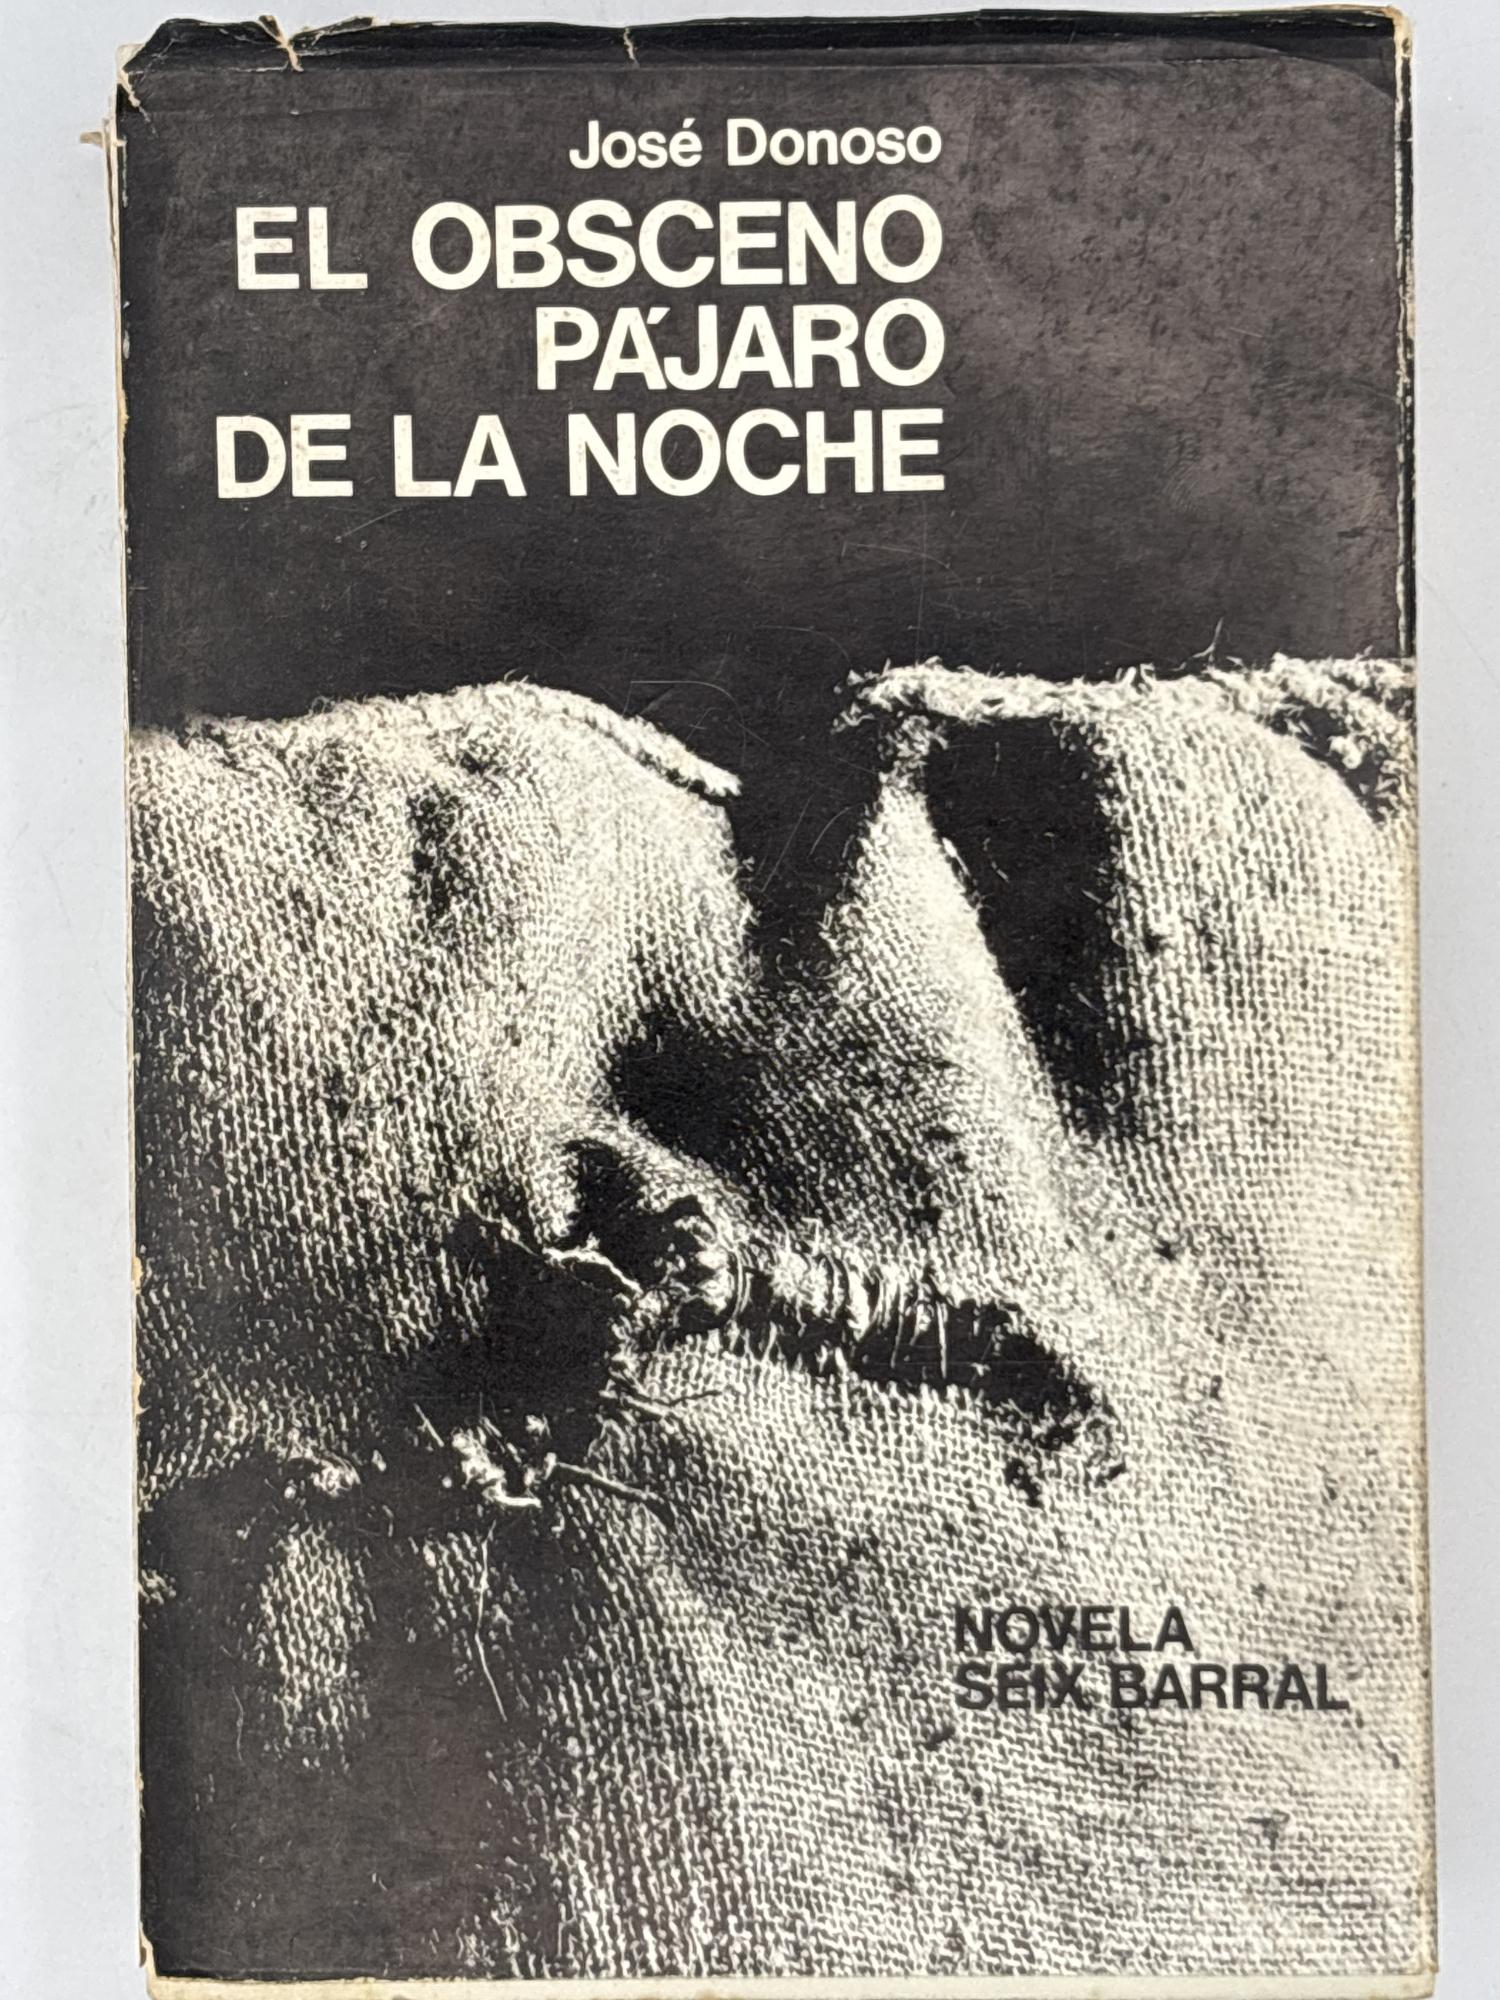 José Donoso
EL OBSCENO
PÁJARO
DE LA NOCHE
NOVELA
SEIX BARRAL